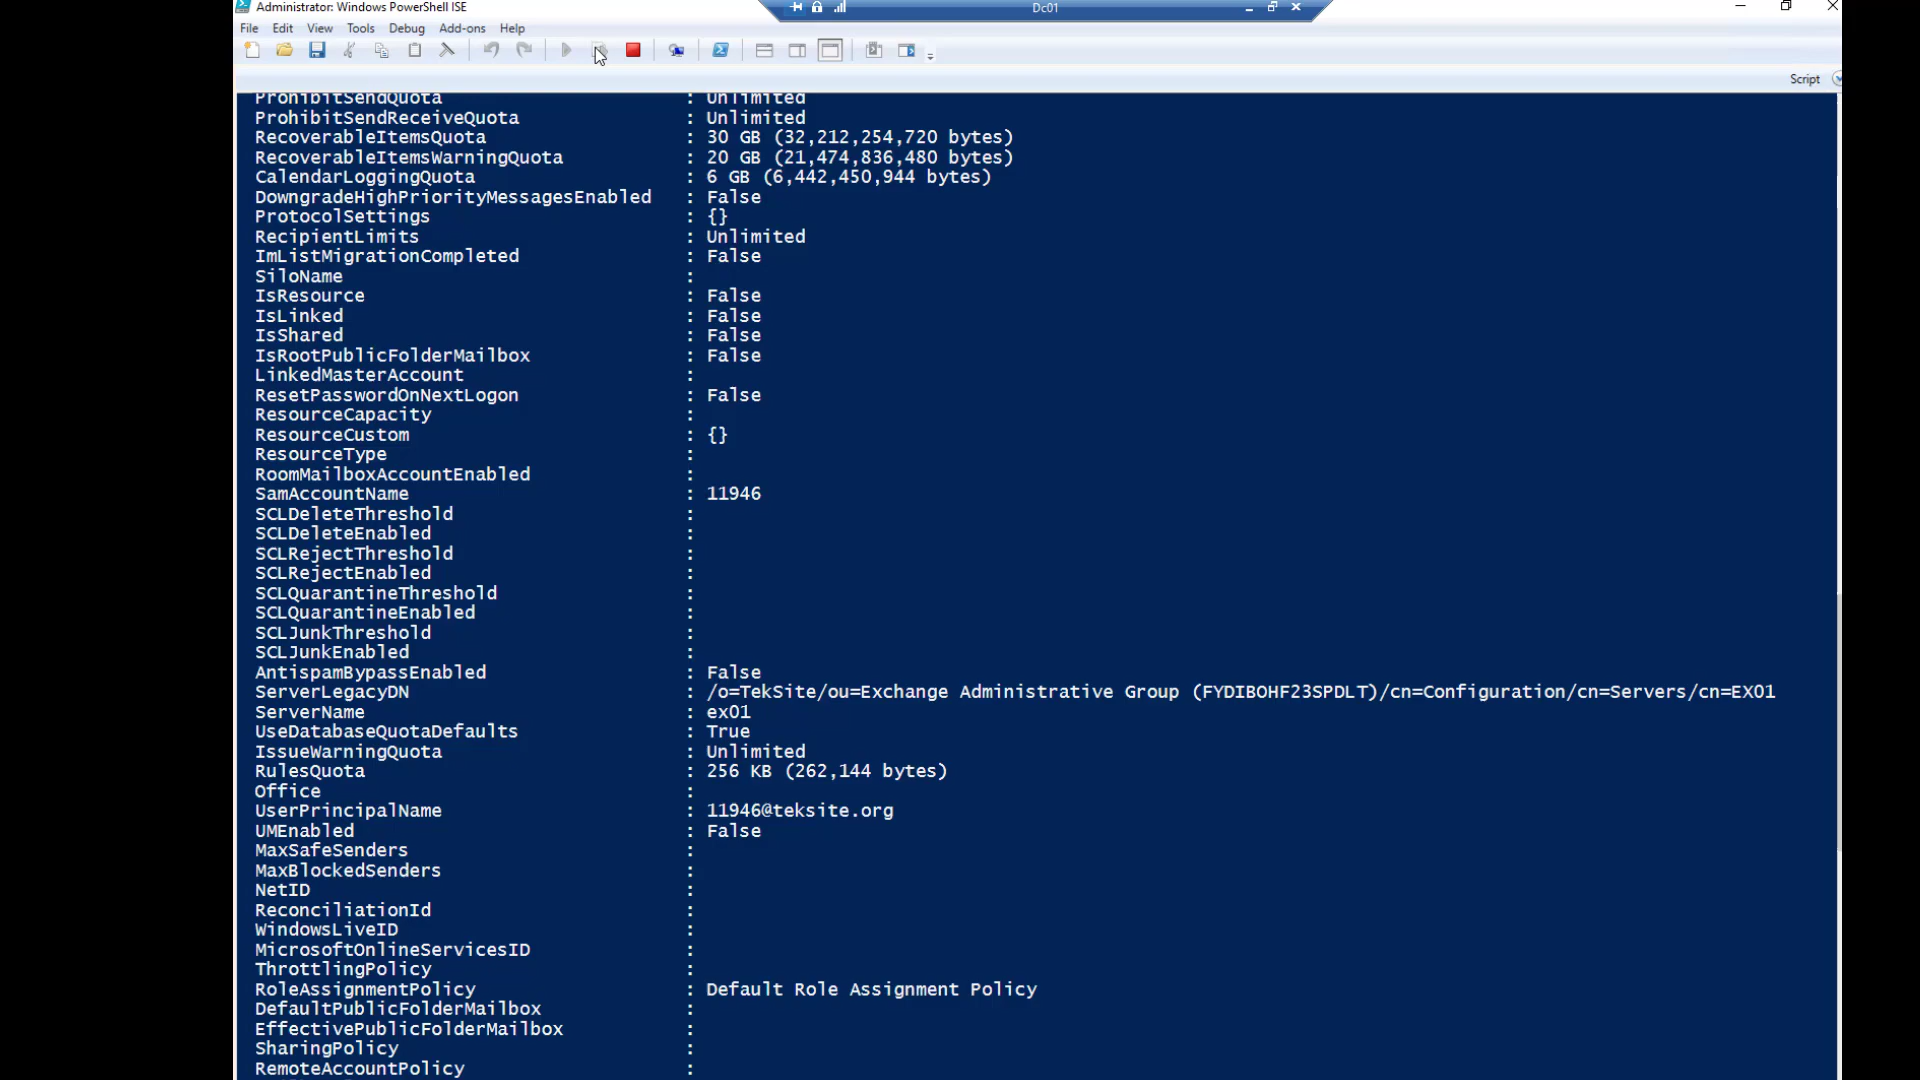 Administrator: Windows PowerShell ISE
Dc01
File Edit View Tools Debug Add-ons Help
Script
ProhibitSendQuota : Unlimited
ProhibitSendReceiveQuota : Unlimited
RecoverableItemsQuota : 30 GB (32,212,254,720 bytes)
RecoverableItemsWarningQuota : 20 GB (21,474,836,480 bytes)
CalendarLoggingQuota : 6 GB (6,442,450,944 bytes)
DowngradeHighPriorityMessagesEnabled : False
ProtocolSettings : {}
RecipientLimits : Unlimited
ImListMigrationCompleted : False
SiloName :
IsResource : False
IsLinked : False
IsShared : False
IsRootPublicFolderMailbox : False
LinkedMasterAccount :
ResetPasswordOnNextLogon : False
ResourceCapacity :
ResourceCustom : {}
ResourceType :
RoomMailboxAccountEnabled :
SamAccountName : 11946
SCLDeleteThreshold :
SCLDeleteEnabled :
SCLRejectThreshold :
SCLRejectEnabled :
SCLQuarantineThreshold :
SCLQuarantineEnabled :
SCLJunkThreshold :
SCLJunkEnabled :
AntispamBypassEnabled : False
ServerLegacyDN : /o=TekSite/ou=Exchange Administrative Group (FYDIBOHF23SPDLT)/cn=Configuration/cn=Servers/cn=EX01
ServerName : ex01
UseDatabaseQuotaDefaults : True
IssueWarningQuota : Unlimited
RulesQuota : 256 KB (262,144 bytes)
Office :
UserPrincipalName : 11946@teksite.org
UMEnabled : False
MaxSafeSenders :
MaxBlockedSenders :
NetID :
ReconciliationId :
WindowsLiveID :
MicrosoftOnlineServicesID :
ThrottlingPolicy :
RoleAssignmentPolicy : Default Role Assignment Policy
DefaultPublicFolderMailbox :
EffectivePublicFolderMailbox :
SharingPolicy :
RemoteAccountPolicy :